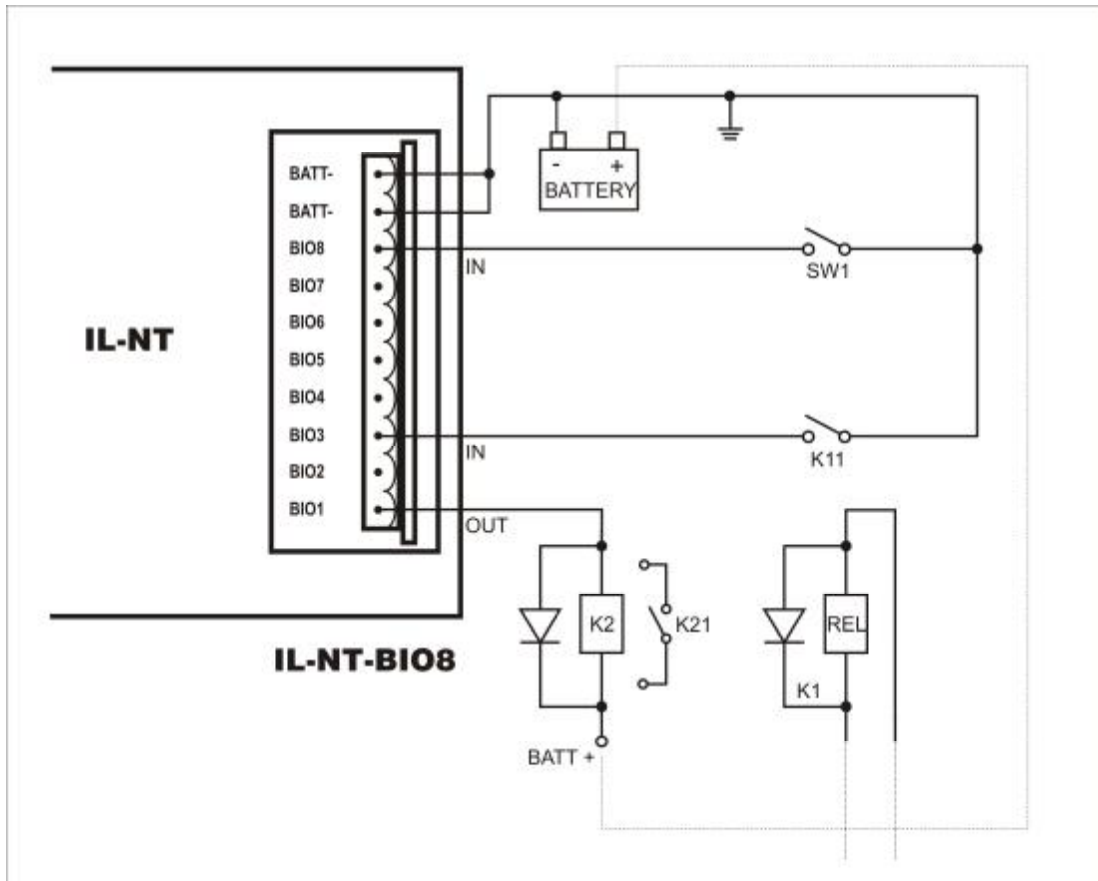 BATT-
BATT-
BIO8
BIO7
BIO6
BIO5
BIO4
BIO3
BIO2
BIO1
IL-NT
IL-NT-BIO8
- +
BATTERY
IN
SW1
IN
K11
OUT
K2
K21
BATT +
REL
K1